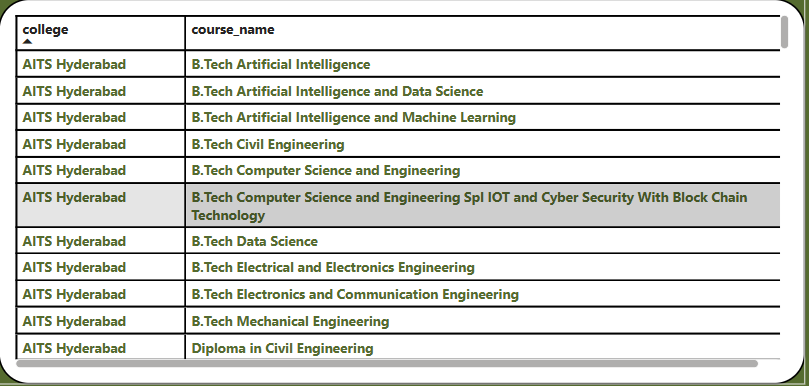 college course_name
AITS Hyderabad B.Tech Artificial Intelligence
AITS Hyderabad B.Tech Artificial Intelligence and Data Science
AITS Hyderabad B.Tech Artificial Intelligence and Machine Learning
AITS Hyderabad B.Tech Civil Engineering
AITS Hyderabad B.Tech Computer Science and Engineering
AITS Hyderabad B.Tech Computer Science and Engineering Spl IOT and Cyber Security With Block Chain
Technology
AITS Hyderabad B.Tech Data Science
AITS Hyderabad B.Tech Electrical and Electronics Engineering
AITS Hyderabad B.Tech Electronics and Communication Engineering
AITS Hyderabad B.Tech Mechanical Engineering
AITS Hyderabad Diploma in Civil Engineering